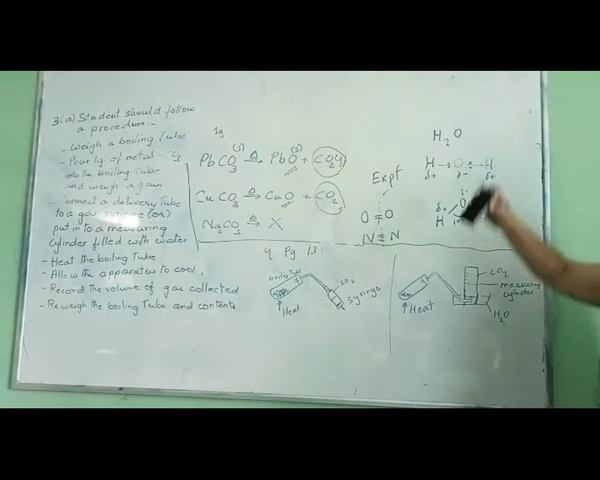 3(a) Student should follow
a procedure:-
- weigh a boiling Tube
- Pour 1g of metal
into the boiling Tube
and weigh again
- Connect a delivery Tube
to a gas syringe (or)
put in to a measuring
cylinder filled with water
- Heat the boiling Tube
- Allow the apparatus to cool.
- Record the volume of gas collected
- Re weigh the boiling Tube and contents
1g
PbCO3(s) Δ→ PbO(s) + CO2(g)
CuCO3 Δ→ CuO + CO2
Na2CO3 Δ→ X
Expt
O=O
N≡N
H2O
H O H
δ+ δ- δ+
δ+
H
9 Pg 13:
boiling Tube
CO2
Syringe
Heat
CO2
measuring
cylinder
Heat
H2O